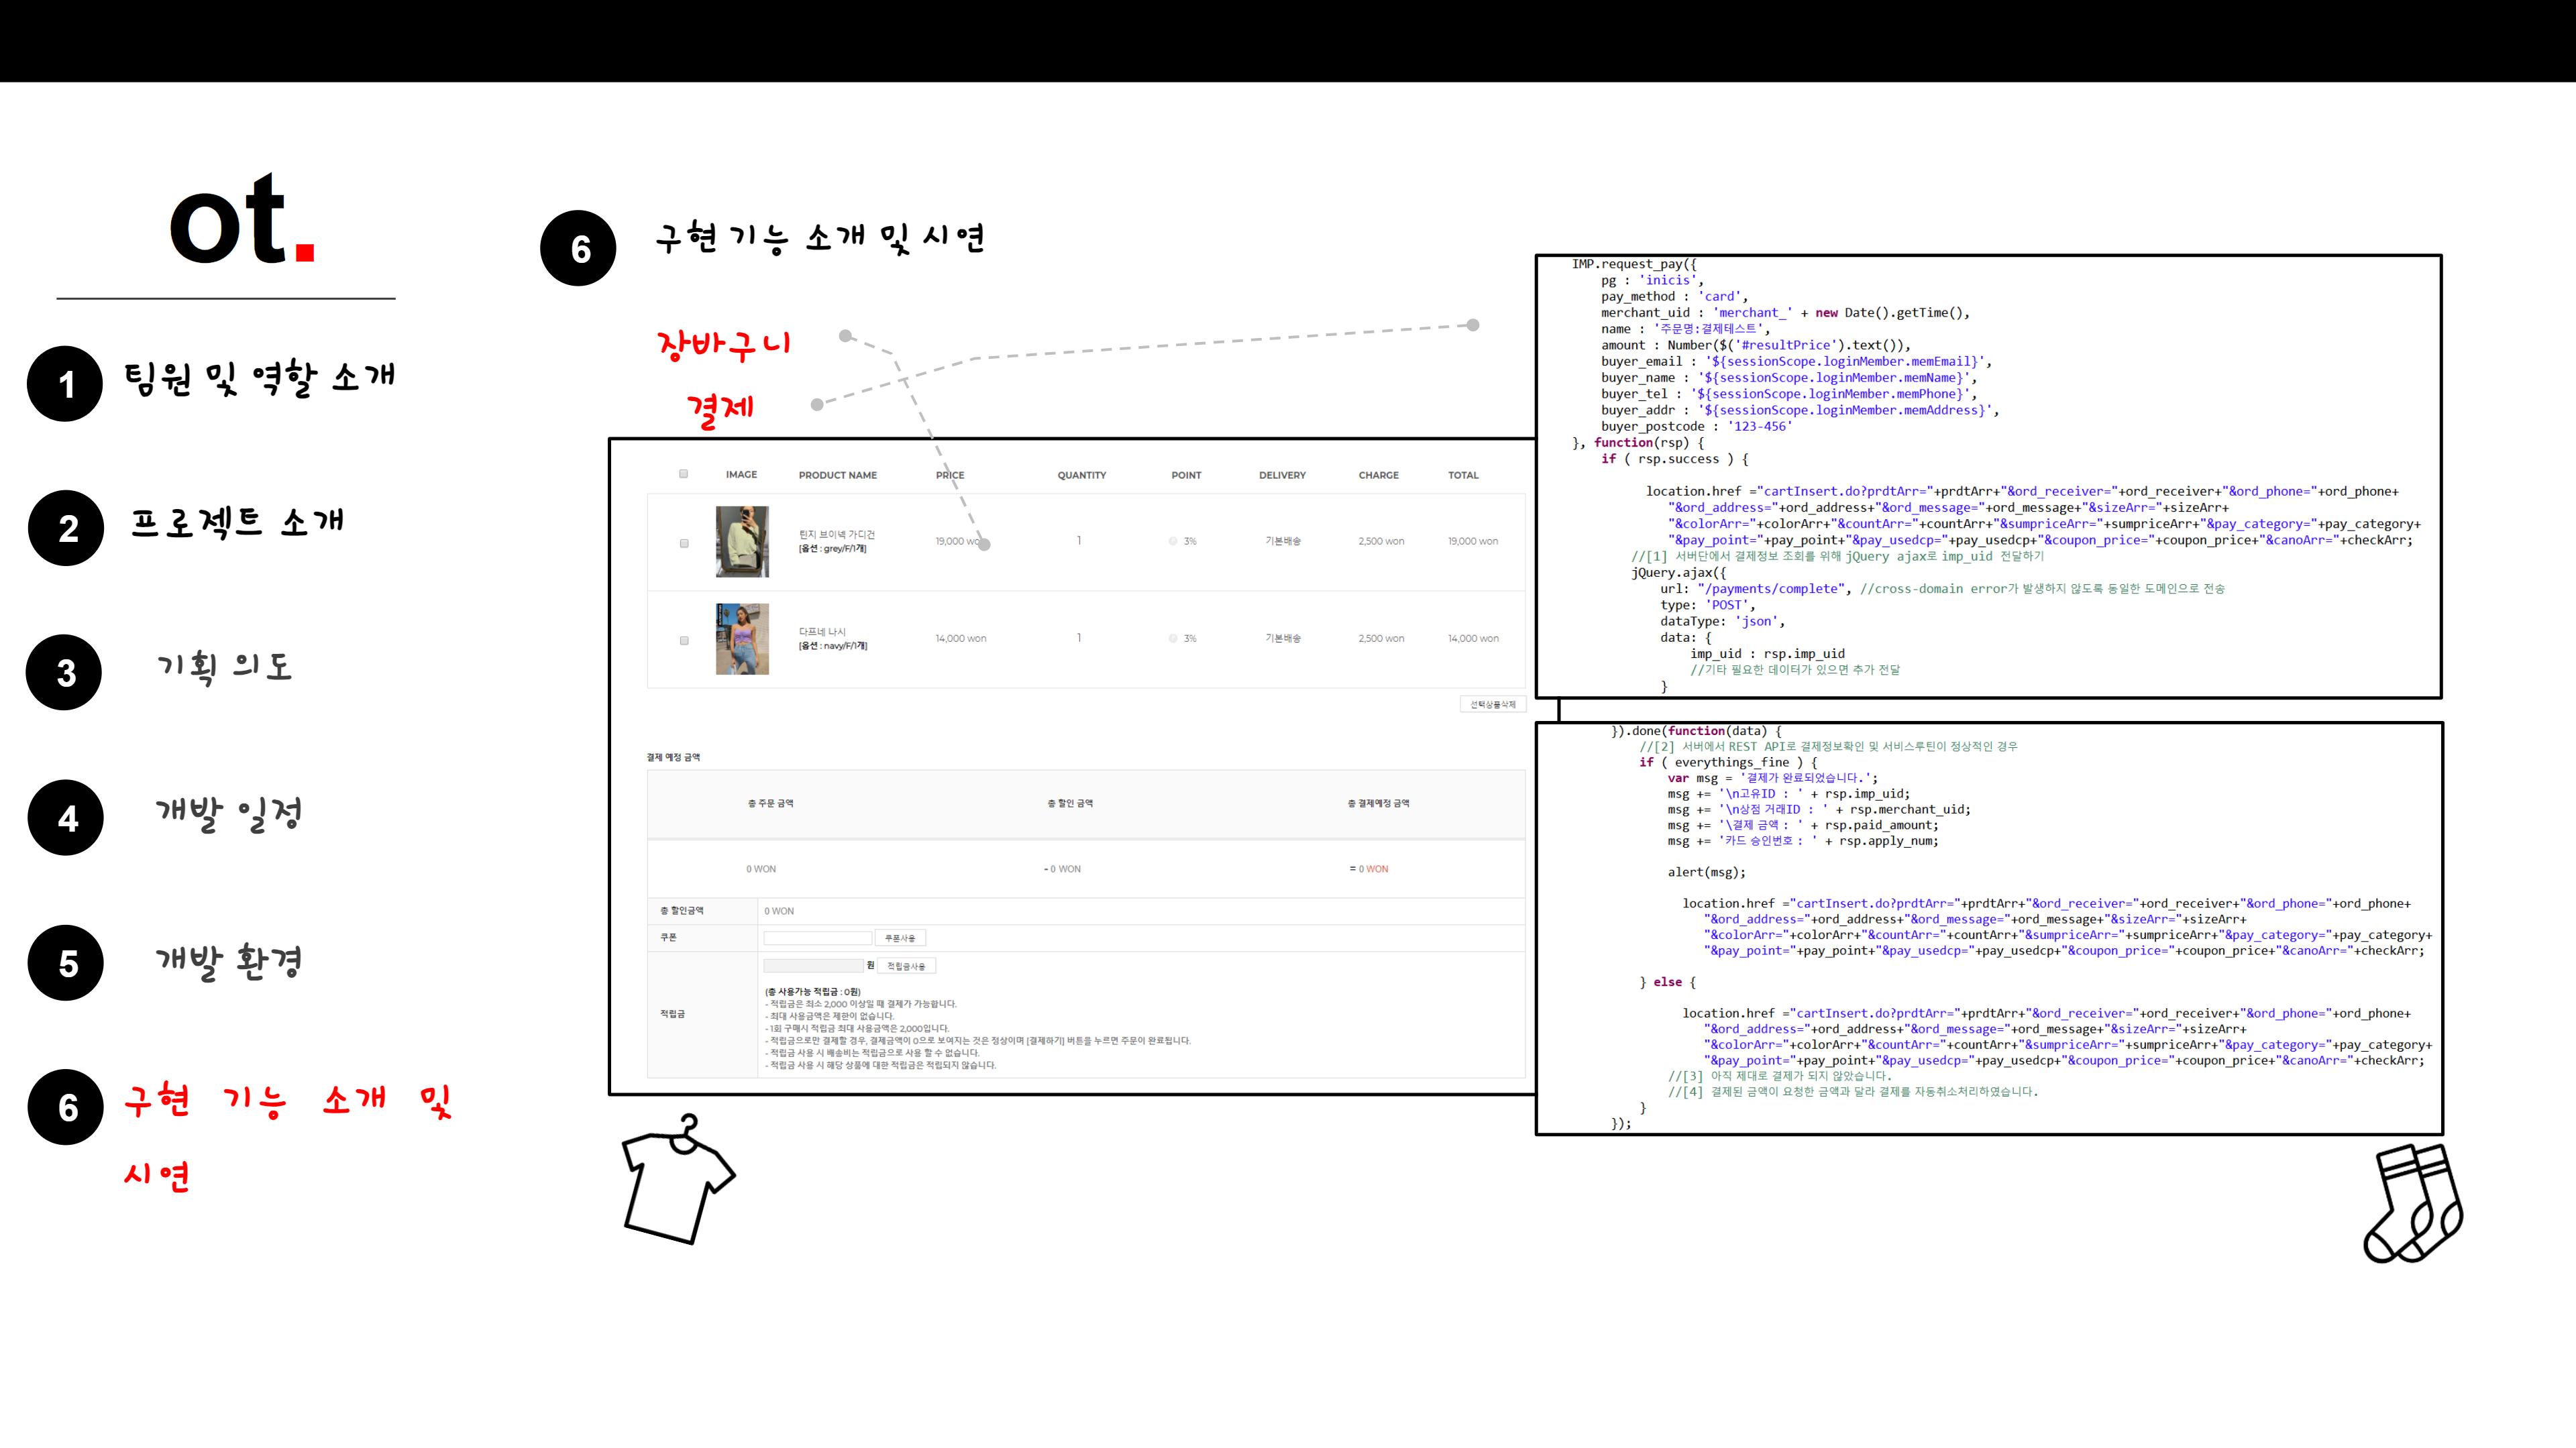 ot.
1 팀원 및 역할 소개
2 프로젝트 소개
3 기획 의도
4 개발 일정
5 개발 환경
6 구현 기능 소개 및
시연
6 구현 기능 소개 및 시연
장바구니
결제
IMAGE PRODUCT NAME PRICE QUANTITY POINT DELIVERY CHARGE TOTAL
틴지 브이넥 가디건
[옵션 : grey/F/1개]
19,000 won 1 3% 기본배송 2,500 won 19,000 won
다프네 나시
[옵션 : navy/F/1개]
14,000 won 1 3% 기본배송 2,500 won 14,000 won
선택상품삭제
결제 예정 금액
총 주문 금액 총 할인 금액 총 결제예정 금액
0 WON - 0 WON = 0 WON
총 할인금액 0 WON
쿠폰 쿠폰사용
적립금 원 적립금사용
(총 사용가능 적립금 : 0원)
- 적립금은 최소 2,000 이상일 때 결제가 가능합니다.
- 최대 사용금액은 제한이 없습니다.
- 1회 구매시 적립금 최대 사용금액은 2,000입니다.
- 적립금으로만 결제할 경우, 결제금액이 0으로 보여지는 것은 정상이며 [결제하기] 버튼을 누르면 주문이 완료됩니다.
- 적립금 사용 시 배송비는 적립금으로 사용 할 수 없습니다.
- 적립금 사용 시 해당 상품에 대한 적립금은 적립되지 않습니다.
IMP.request_pay({
pg : 'inicis',
pay_method : 'card',
merchant_uid : 'merchant_' + new Date().getTime(),
name : '주문명:결제테스트',
amount : Number($('#resultPrice').text()),
buyer_email : '${sessionScope.loginMember.memEmail}',
buyer_name : '${sessionScope.loginMember.memName}',
buyer_tel : '${sessionScope.loginMember.memPhone}',
buyer_addr : '${sessionScope.loginMember.memAddress}',
buyer_postcode : '123-456'
}, function(rsp) {
if ( rsp.success ) {
location.href ="cartInsert.do?prdtArr="+prdtArr+"&ord_receiver="+ord_receiver+"&ord_phone="+ord_phone+
"&ord_address="+ord_address+"&ord_message="+ord_message+"&sizeArr="+sizeArr+
"&colorArr="+colorArr+"&countArr="+countArr+"&sumpriceArr="+sumpriceArr+"&pay_category="+pay_category+
"&pay_point="+pay_point+"&pay_usedcp="+pay_usedcp+"&coupon_price="+coupon_price+"&canoArr="+checkArr;
//[1] 서버단에서 결제정보 조회를 위해 jQuery ajax로 imp_uid 전달하기
jQuery.ajax({
url: "/payments/complete", //cross-domain error가 발생하지 않도록 동일한 도메인으로 전송
type: 'POST',
dataType: 'json',
data: {
imp_uid : rsp.imp_uid
//기타 필요한 데이터가 있으면 추가 전달
}
}).done(function(data) {
//[2] 서버에서 REST API로 결제정보확인 및 서비스루틴이 정상적인 경우
if ( everythings_fine ) {
var msg = '결제가 완료되었습니다.';
msg += '\n고유ID : ' + rsp.imp_uid;
msg += '\n상점 거래ID : ' + rsp.merchant_uid;
msg += '\결제 금액 : ' + rsp.paid_amount;
msg += '카드 승인번호 : ' + rsp.apply_num;
alert(msg);
location.href ="cartInsert.do?prdtArr="+prdtArr+"&ord_receiver="+ord_receiver+"&ord_phone="+ord_phone+
"&ord_address="+ord_address+"&ord_message="+ord_message+"&sizeArr="+sizeArr+
"&colorArr="+colorArr+"&countArr="+countArr+"&sumpriceArr="+sumpriceArr+"&pay_category="+pay_category+
"&pay_point="+pay_point+"&pay_usedcp="+pay_usedcp+"&coupon_price="+coupon_price+"&canoArr="+checkArr;
} else {
location.href ="cartInsert.do?prdtArr="+prdtArr+"&ord_receiver="+ord_receiver+"&ord_phone="+ord_phone+
"&ord_address="+ord_address+"&ord_message="+ord_message+"&sizeArr="+sizeArr+
"&colorArr="+colorArr+"&countArr="+countArr+"&sumpriceArr="+sumpriceArr+"&pay_category="+pay_category+
"&pay_point="+pay_point+"&pay_usedcp="+pay_usedcp+"&coupon_price="+coupon_price+"&canoArr="+checkArr;
//[3] 아직 제대로 결제가 되지 않았습니다.
//[4] 결제된 금액이 요청한 금액과 달라 결제를 자동취소처리하였습니다.
}
});